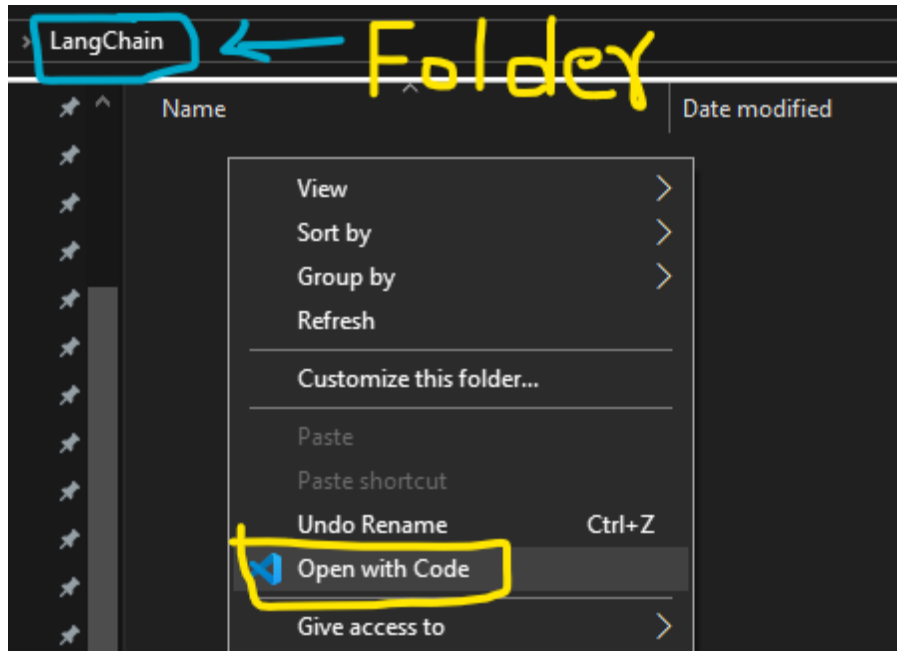 LangChain
Folder
Name Date modified
View
Sort by
Group by
Refresh
Customize this folder...
Paste
Paste shortcut
Undo Rename Ctrl+Z
Open with Code
Give access to